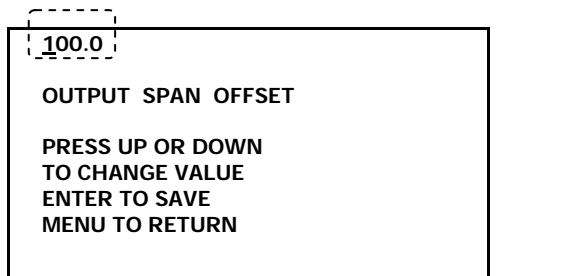 100.0
OUTPUT SPAN OFFSET
PRESS UP OR DOWN
TO CHANGE VALUE
ENTER TO SAVE
MENU TO RETURN